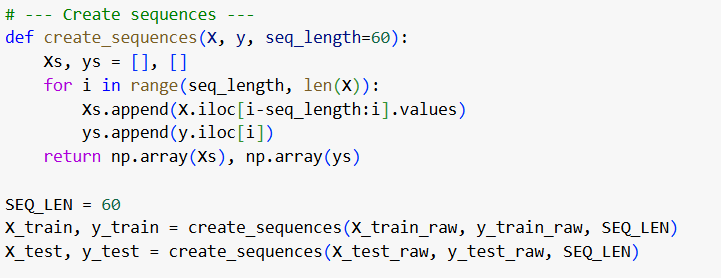 # --- Create sequences ---
def create_sequences(X, y, seq_length=60):
    Xs, ys = [], []
    for i in range(seq_length, len(X)):
        Xs.append(X.iloc[i-seq_length:i].values)
        ys.append(y.iloc[i])
    return np.array(Xs), np.array(ys)

SEQ_LEN = 60
X_train, y_train = create_sequences(X_train_raw, y_train_raw, SEQ_LEN)
X_test, y_test = create_sequences(X_test_raw, y_test_raw, SEQ_LEN)